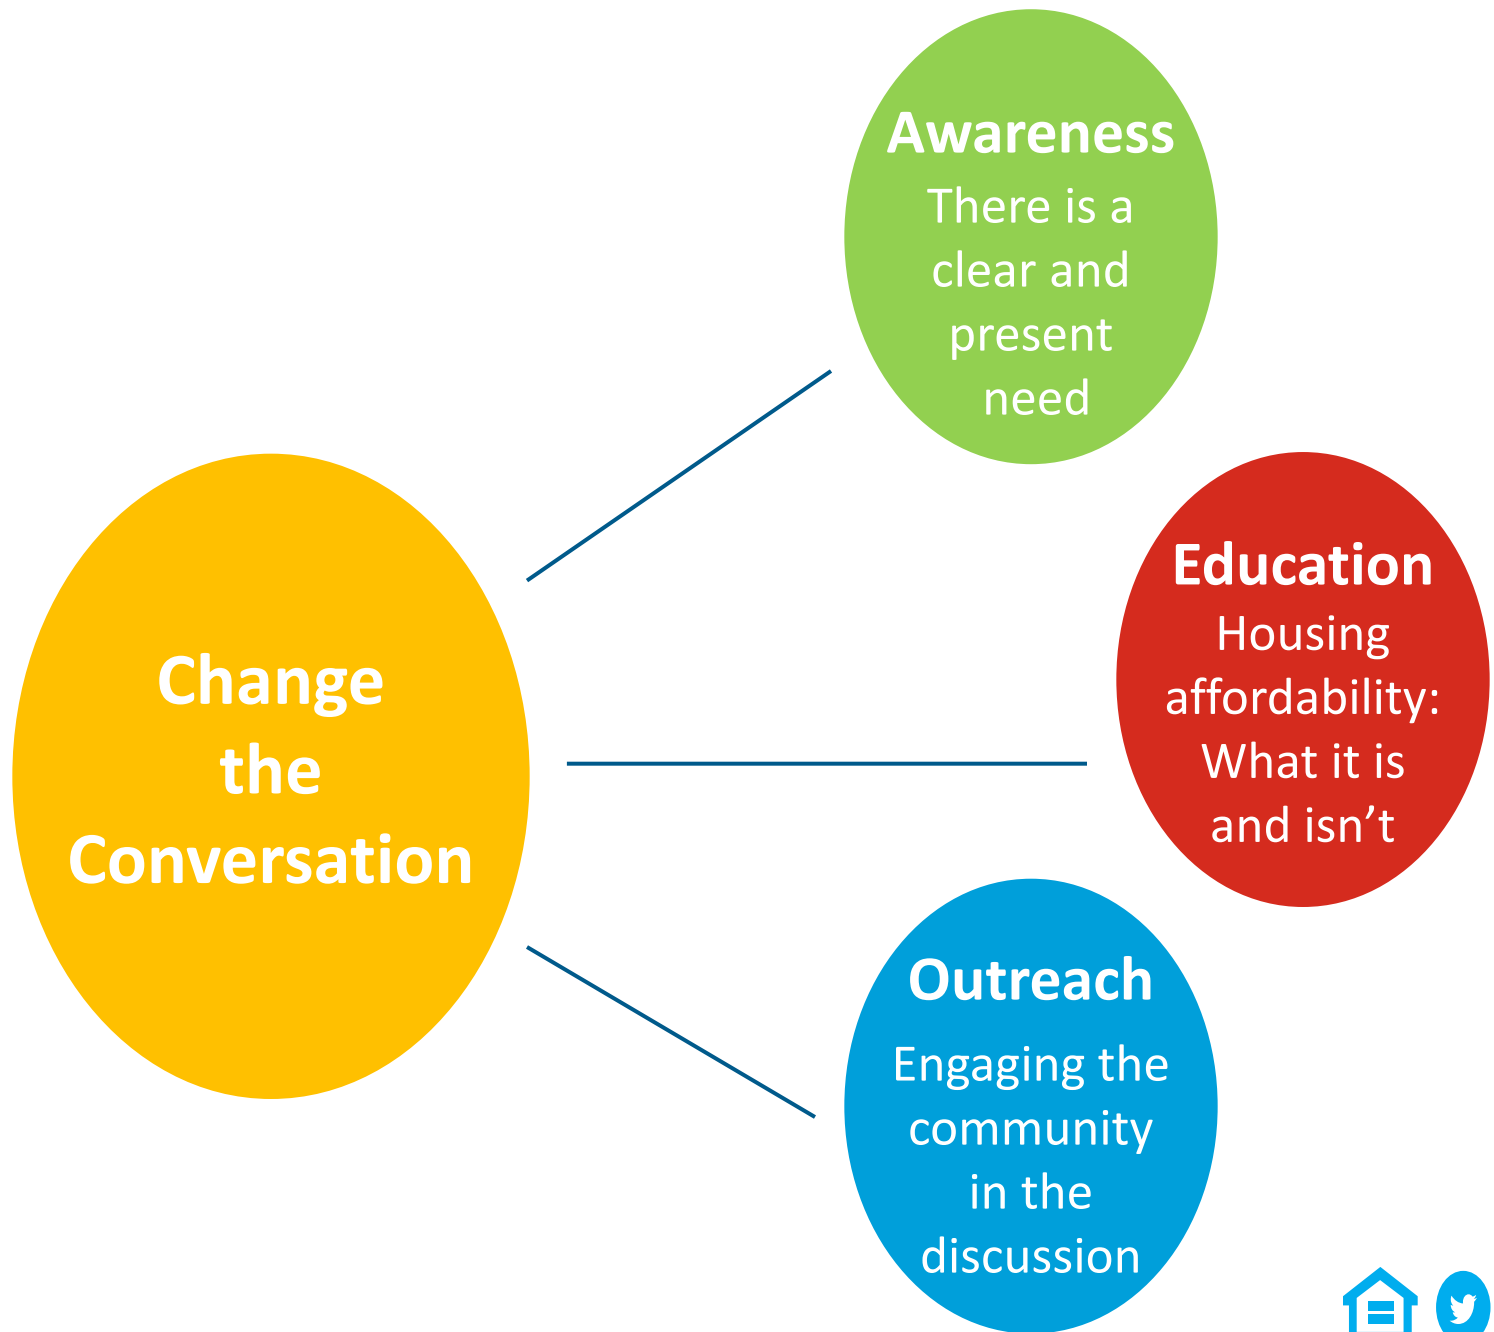 Awareness
There is a
clear and
present
need
Change
the
Conversation
Education
Housing
affordability:
What it is
and isn’t
Outreach
Engaging the
community
in the
discussion